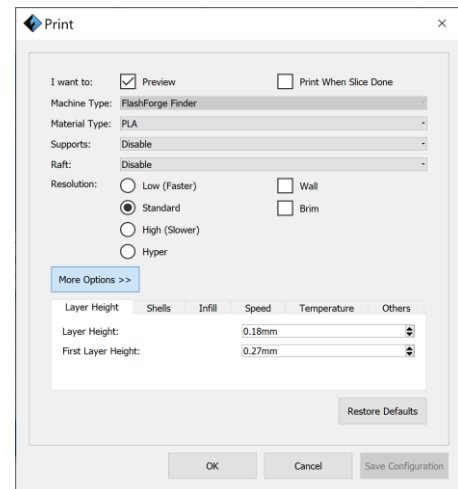 Print
I want to: Preview Print When Slice Done
Machine Type: FlashForge Finder
Material Type: PLA
Supports: Disable
Raft: Disable
Resolution: Low (Faster) Wall
Standard Brim
High (Slower)
Hyper
More Options >>
Layer Height Shells Infill Speed Temperature Others
Layer Height: 0.18mm
First Layer Height: 0.27mm
Restore Defaults
OK Cancel Save Configuration